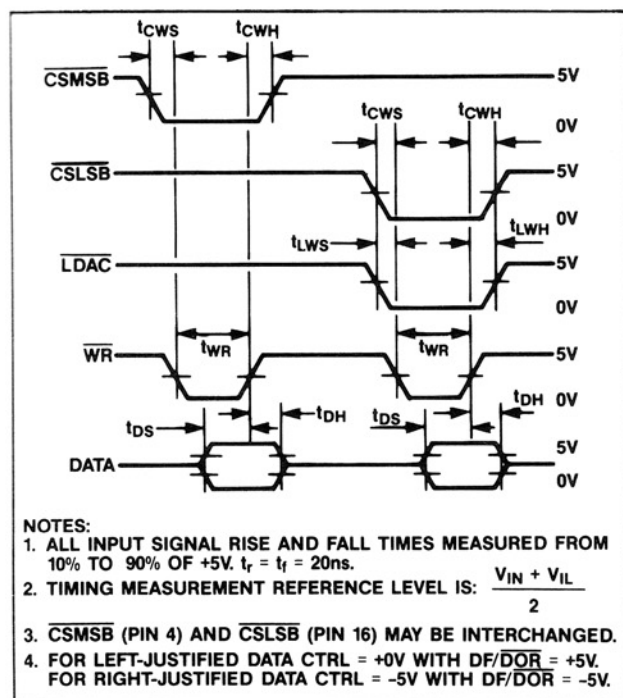 tCWS tCWH
CSMSB 5V
0V
tCWS tCWH
CSLSB 5V
0V
tLWS tLWH
LDAC 5V
0V
tWR tWR
WR 5V
0V
tDS tDH tDS tDH
DATA 5V
0V
NOTES:
1. ALL INPUT SIGNAL RISE AND FALL TIMES MEASURED FROM
10% TO 90% OF +5V. tr = tf = 20ns.
2. TIMING MEASUREMENT REFERENCE LEVEL IS: VIN + VIL / 2
3. CSMSB (PIN 4) AND CSLSB (PIN 16) MAY BE INTERCHANGED.
4. FOR LEFT-JUSTIFIED DATA CTRL = +0V WITH DF/DOR = +5V.
FOR RIGHT-JUSTIFIED DATA CTRL = -5V WITH DF/DOR = -5V.